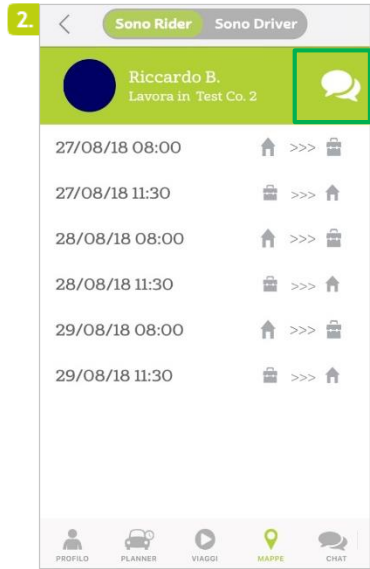 2.
Sono Rider Sono Driver
Riccardo B.
Lavora in Test Co. 2
27/08/18 08:00 >>>
27/08/18 11:30 >>>
28/08/18 08:00 >>>
28/08/18 11:30 >>>
29/08/18 08:00 >>>
29/08/18 11:30 >>>
PROFILO PLANNER VIAGGI MAPPE CHAT